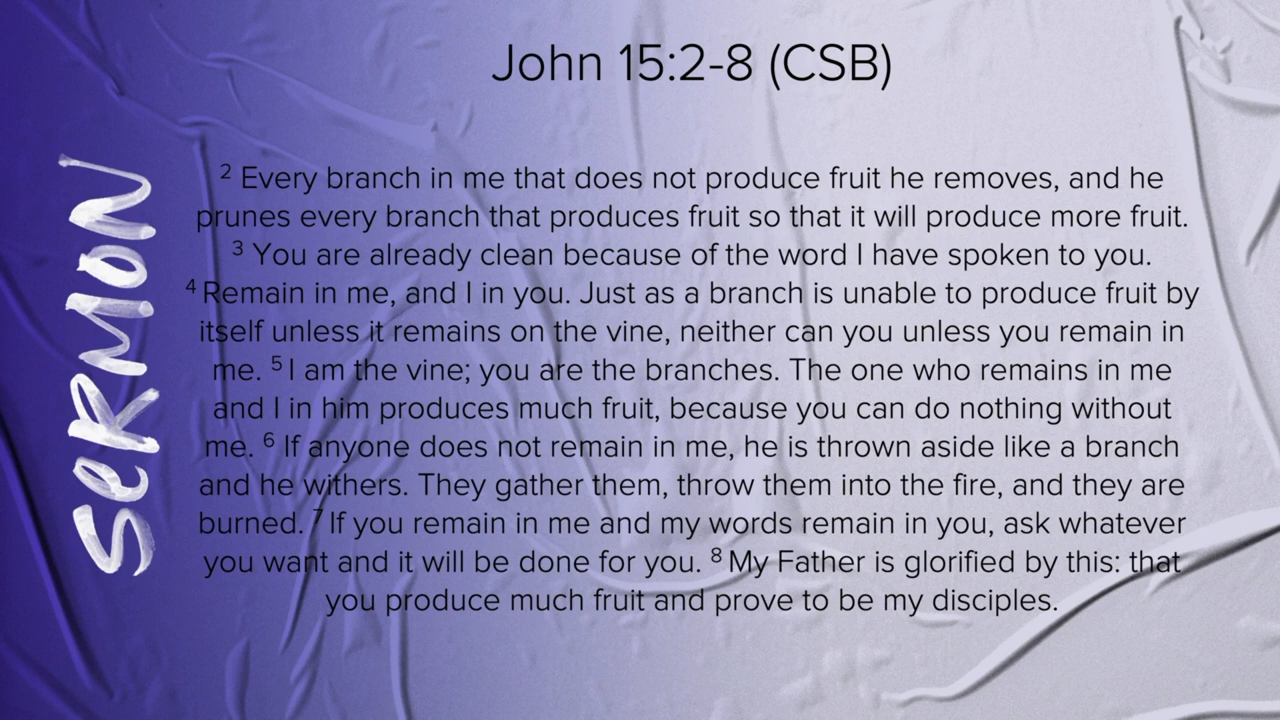 John 15:2-8 (CSB)
SeRMON
2 Every branch in me that does not produce fruit he removes, and he
prunes every branch that produces fruit so that it will produce more fruit.
3 You are already clean because of the word I have spoken to you.
4 Remain in me, and I in you. Just as a branch is unable to produce fruit by
itself unless it remains on the vine, neither can you unless you remain in
me. 5 I am the vine; you are the branches. The one who remains in me
and I in him produces much fruit, because you can do nothing without
me. 6 If anyone does not remain in me, he is thrown aside like a branch
and he withers. They gather them, throw them into the fire, and they are
burned. 7 If you remain in me and my words remain in you, ask whatever
you want and it will be done for you. 8 My Father is glorified by this: that
you produce much fruit and prove to be my disciples.